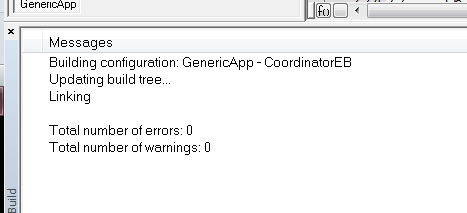 GenericApp
f()
Messages
Building configuration: GenericApp - CoordinatorEB
Updating build tree...
Linking
Total number of errors: 0
Total number of warnings: 0
Build